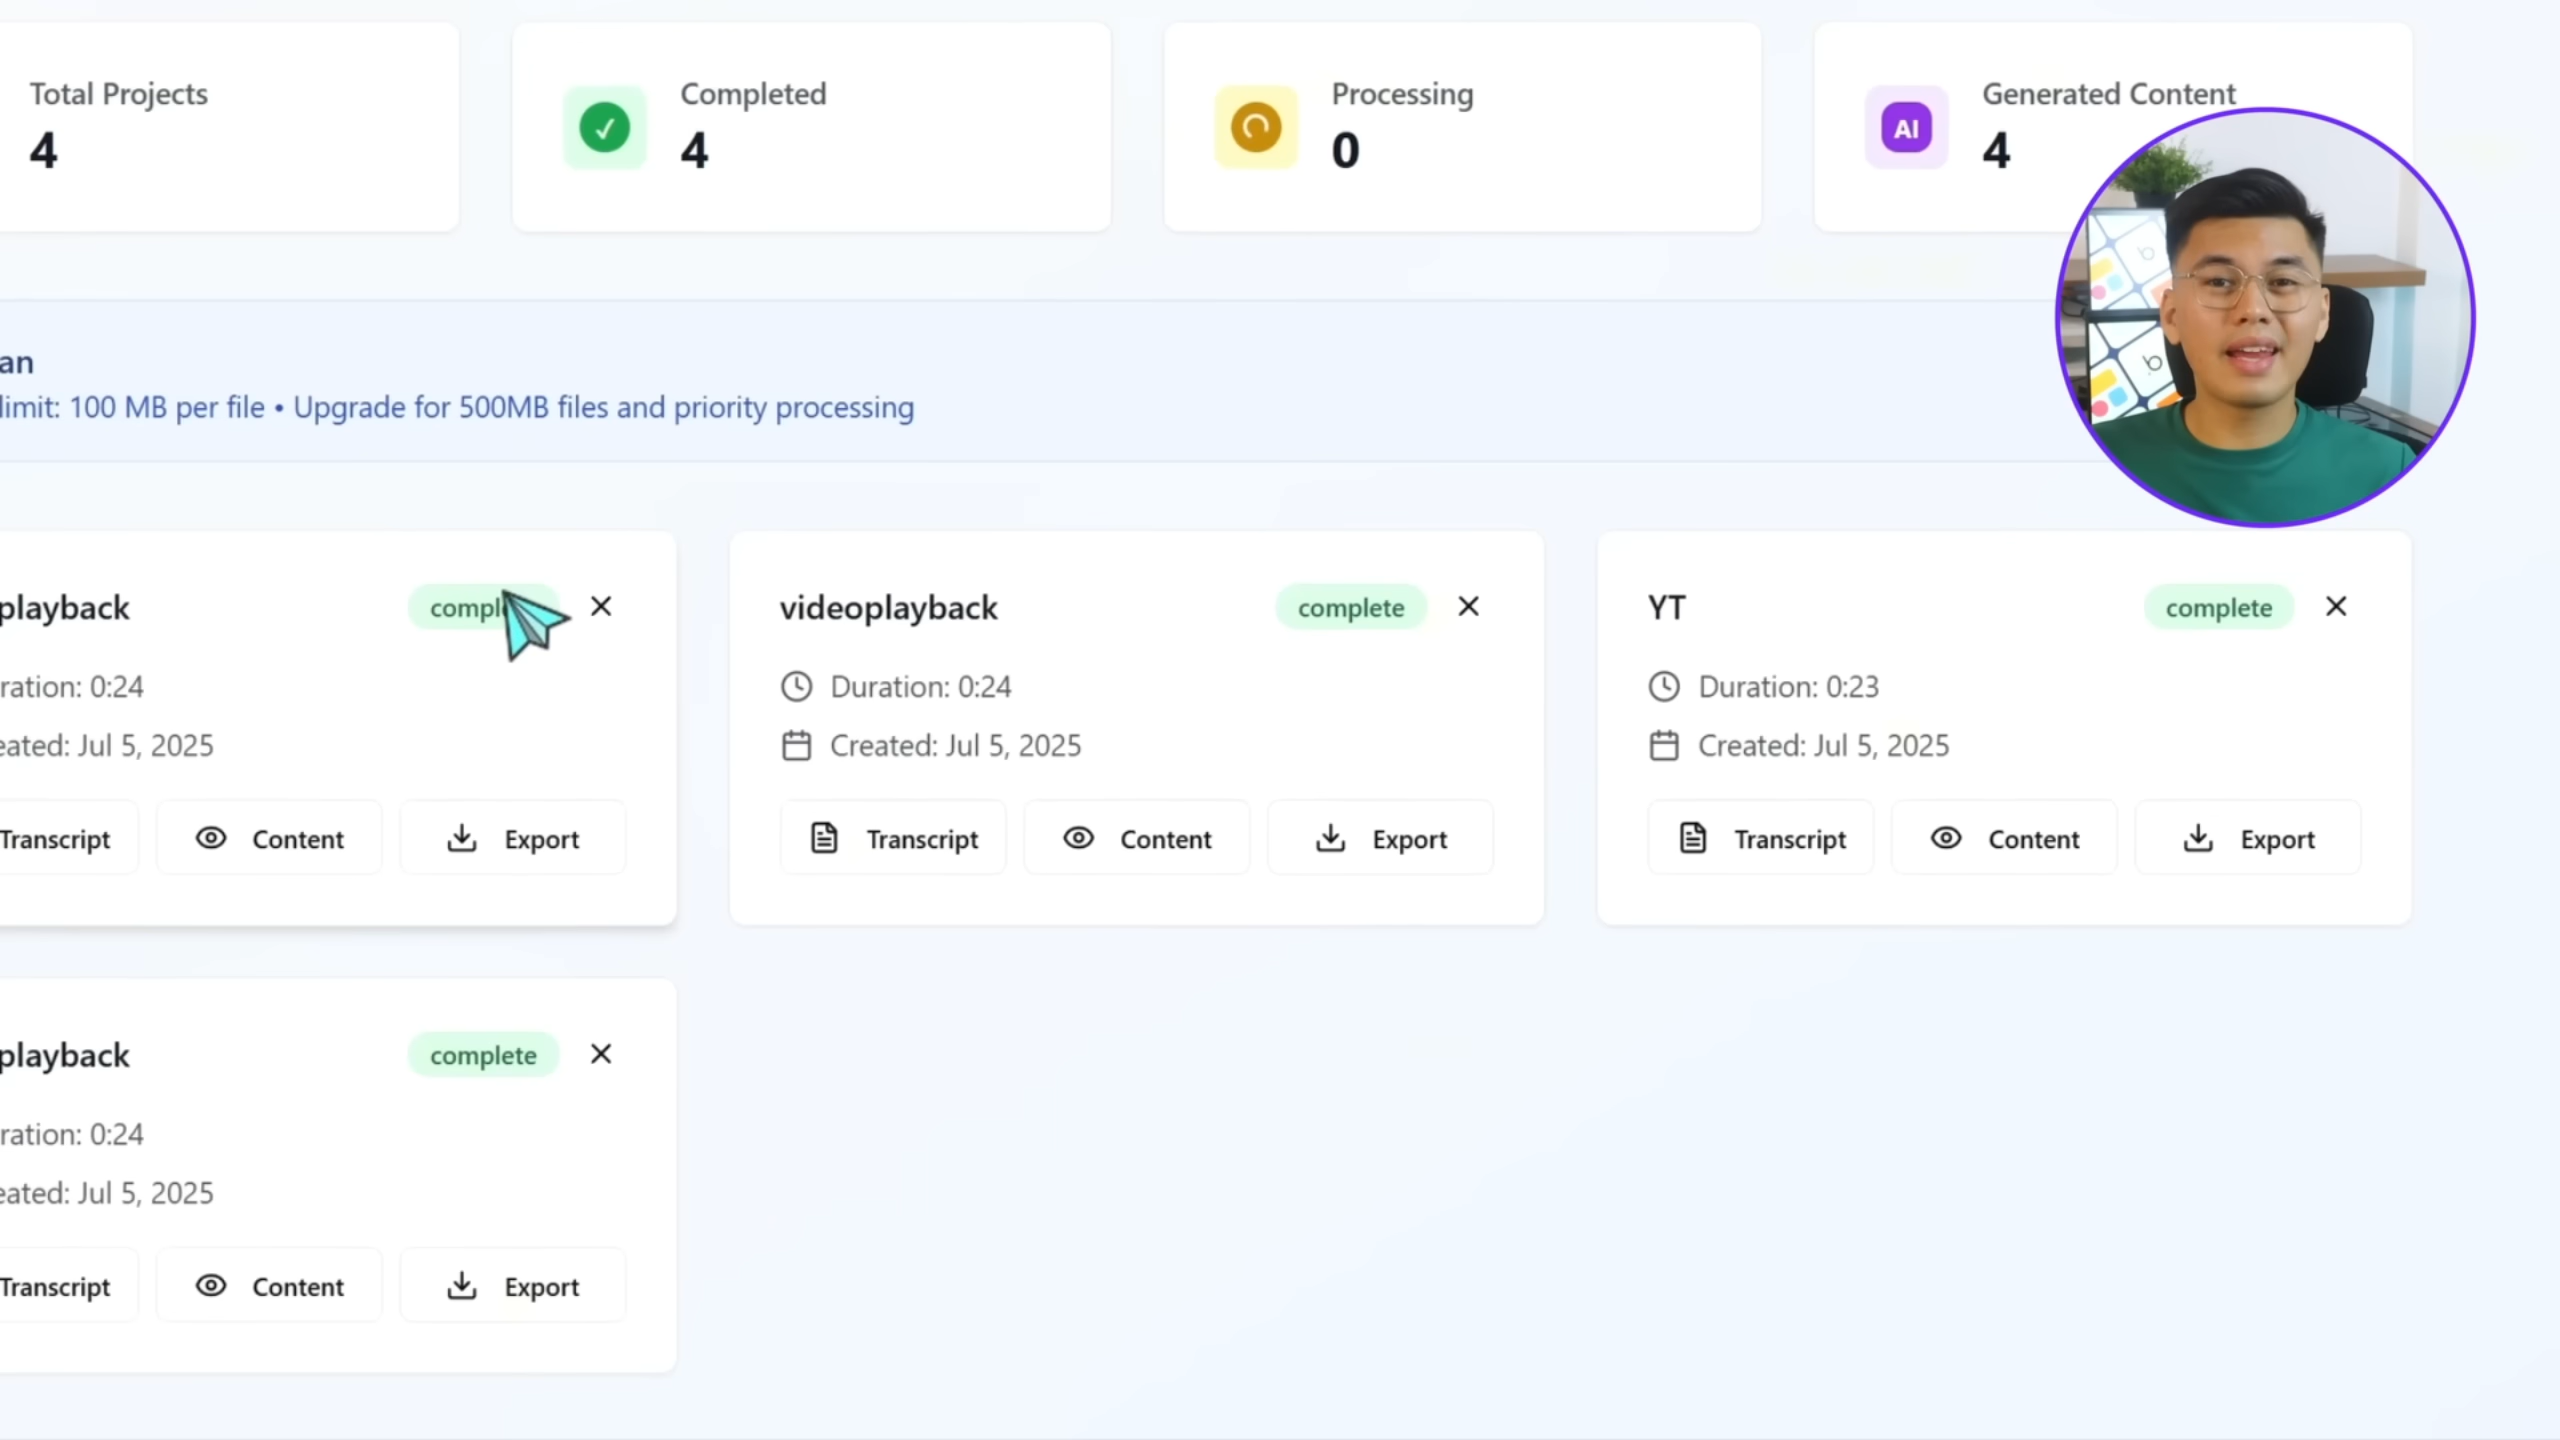 Total Projects
4
Completed
4
Processing
0
AI
Generated Content
4
an
limit: 100 MB per file • Upgrade for 500MB files and priority processing
playback
comple
Duration: 0:24
eated: Jul 5, 2025
Transcript
Content
Export
videoplayback
complete
Duration: 0:24
Created: Jul 5, 2025
Transcript
Content
Export
YT
complete
Duration: 0:23
Created: Jul 5, 2025
Transcript
Content
Export
playback
complete
ration: 0:24
eated: Jul 5, 2025
Transcript
Content
Export